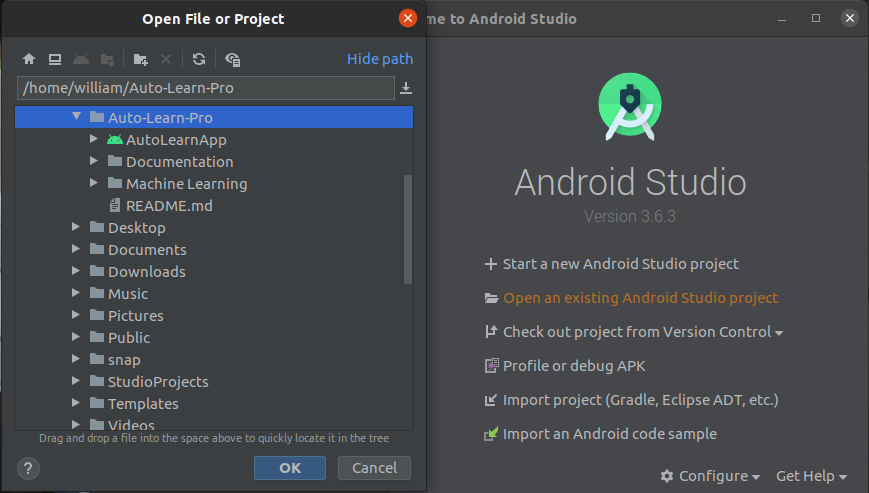 Open File or Project
me to Android Studio
Hide path
/home/william/Auto-Learn-Pro
Auto-Learn-Pro
AutoLearnApp
Documentation
Machine Learning
README.md
Desktop
Documents
Downloads
Music
Pictures
Public
snap
StudioProjects
Templates
Videos
Drag and drop a file into the space above to quickly locate it in the tree
?
OK
Cancel
Android Studio
Version 3.6.3
Start a new Android Studio project
Open an existing Android Studio project
Check out project from Version Control
Profile or debug APK
Import project (Gradle, Eclipse ADT, etc.)
Import an Android code sample
Configure
Get Help